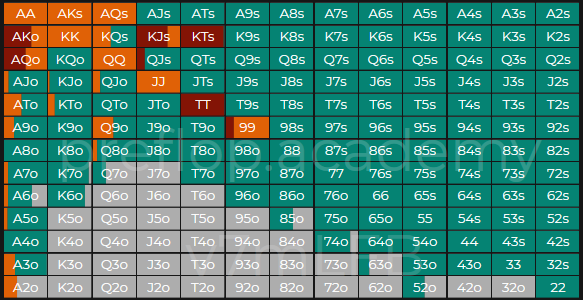 AA AKs AQs AJs ATs A9s A8s A7s A6s A5s A4s A3s A2s
AKo KK KQs KJs KTs K9s K8s K7s K6s K5s K4s K3s K2s
AQo KQo QQ QJs QTs Q9s Q8s Q7s Q6s Q5s Q4s Q3s Q2s
AJo KJo QJo JJ JTs J9s J8s J7s J6s J5s J4s J3s J2s
ATo KTo QTo JTo TT T9s T8s T7s T6s T5s T4s T3s T2s
A9o K9o Q9o J9o T9o 99 98s 97s 96s 95s 94s 93s 92s
A8o K8o Q8o J8o T8o 98o 88 87s 86s 85s 84s 83s 82s
preflop.academy
A7o K7o Q7o J7o T7o 97o 87o 77 76s 75s 74s 73s 72s
A6o K6o Q6o J6o T6o 96o 86o 76o 66 65s 64s 63s 62s
A5o K5o Q5o J5o T5o 95o 85o 75o 65o 55 54s 53s 52s
A4o K4o Q4o J4o T4o 94o 84o 74o 64o 54o 44 43s 42s
A3o K3o Q3o J3o T3o 93o 83o 73o 63o 53o 43o 33 32s
A2o K2o Q2o J2o T2o 92o 82o 72o 62o 52o 42o 32o 22